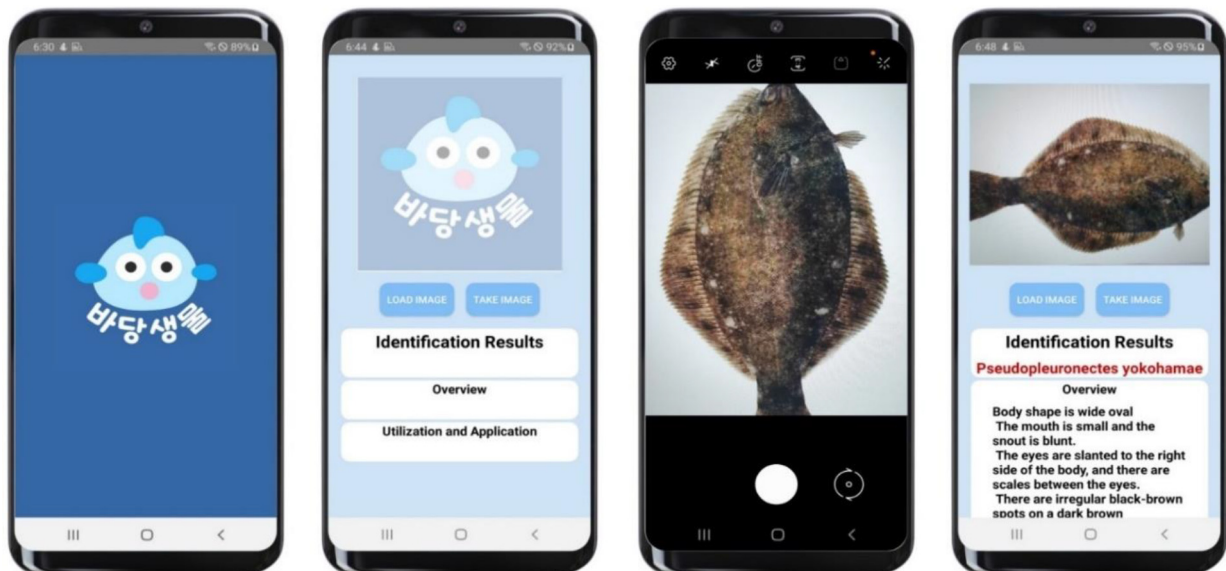 6:30
89%
바당생물
6:44
92%
바당생물
LOAD IMAGE
TAKE IMAGE
Identification Results
Overview
Utilization and Application
OFF
6:48
95%
LOAD IMAGE
TAKE IMAGE
Identification Results
Pseudopleuronectes yokohamae
Overview
Body shape is wide oval
The mouth is small and the
snout is blunt.
The eyes are slanted to the right
side of the body, and there are
scales between the eyes.
There are irregular black-brown
spots on a dark brown